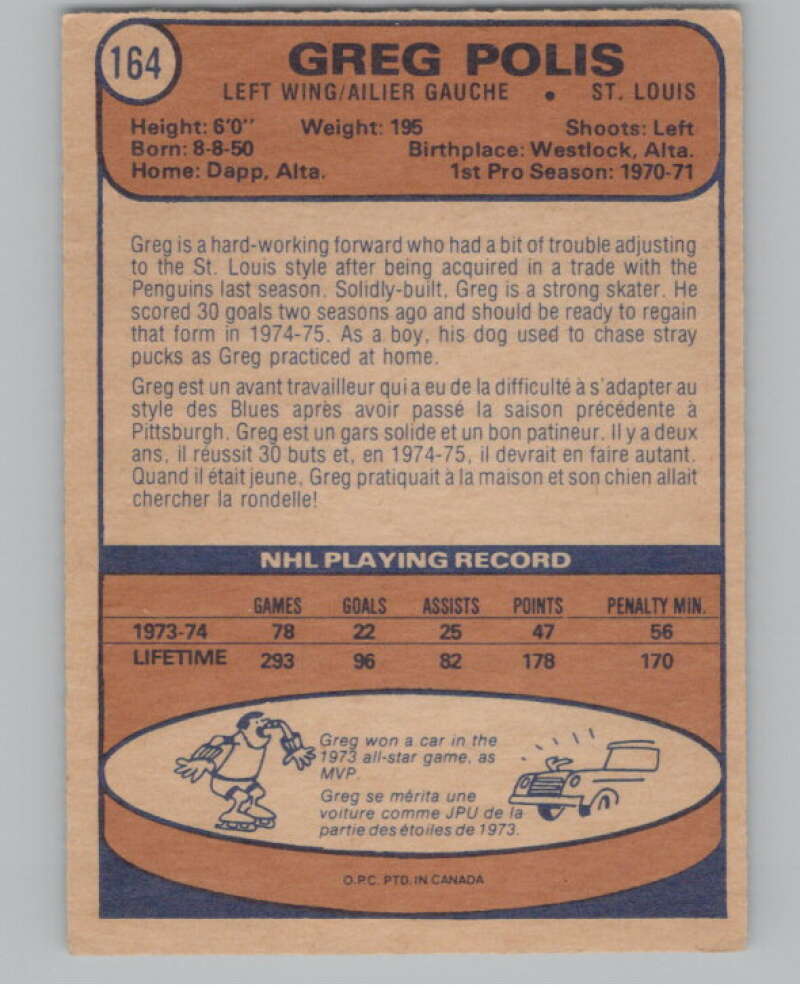 164
GREG POLIS
LEFT WING/AILIER GAUCHE • ST. LOUIS
Height: 6'0" Weight: 195 Shoots: Left
Born: 8-8-50 Birthplace: Westlock, Alta.
Home: Dapp, Alta. 1st Pro Season: 1970-71
Greg is a hard-working forward who had a bit of trouble adjusting
to the St. Louis style after being acquired in a trade with the
Penguins last season. Solidly-built, Greg is a strong skater. He
scored 30 goals two seasons ago and should be ready to regain
that form in 1974-75. As a boy, his dog used to chase stray
pucks as Greg practiced at home.
Greg est un avant travailleur qui a eu de la difficulté à s'adapter au
style des Blues après avoir passé la saison précédente à
Pittsburgh. Greg est un gars solide et un bon patineur. Il y a deux
ans, il réussit 30 buts et, en 1974-75, il devrait en faire autant.
Quand il était jeune, Greg pratiquait à la maison et son chien allait
chercher la rondelle!
NHL PLAYING RECORD
GAMES GOALS ASSISTS POINTS PENALTY MIN.
1973-74 78 22 25 47 56
LIFETIME 293 96 82 178 170
Greg won a car in the
1973 all-star game, as
MVP.
Greg se mérita une
voiture comme JPU de la
partie des étoiles de 1973.
O.P.C. PTD. IN CANADA